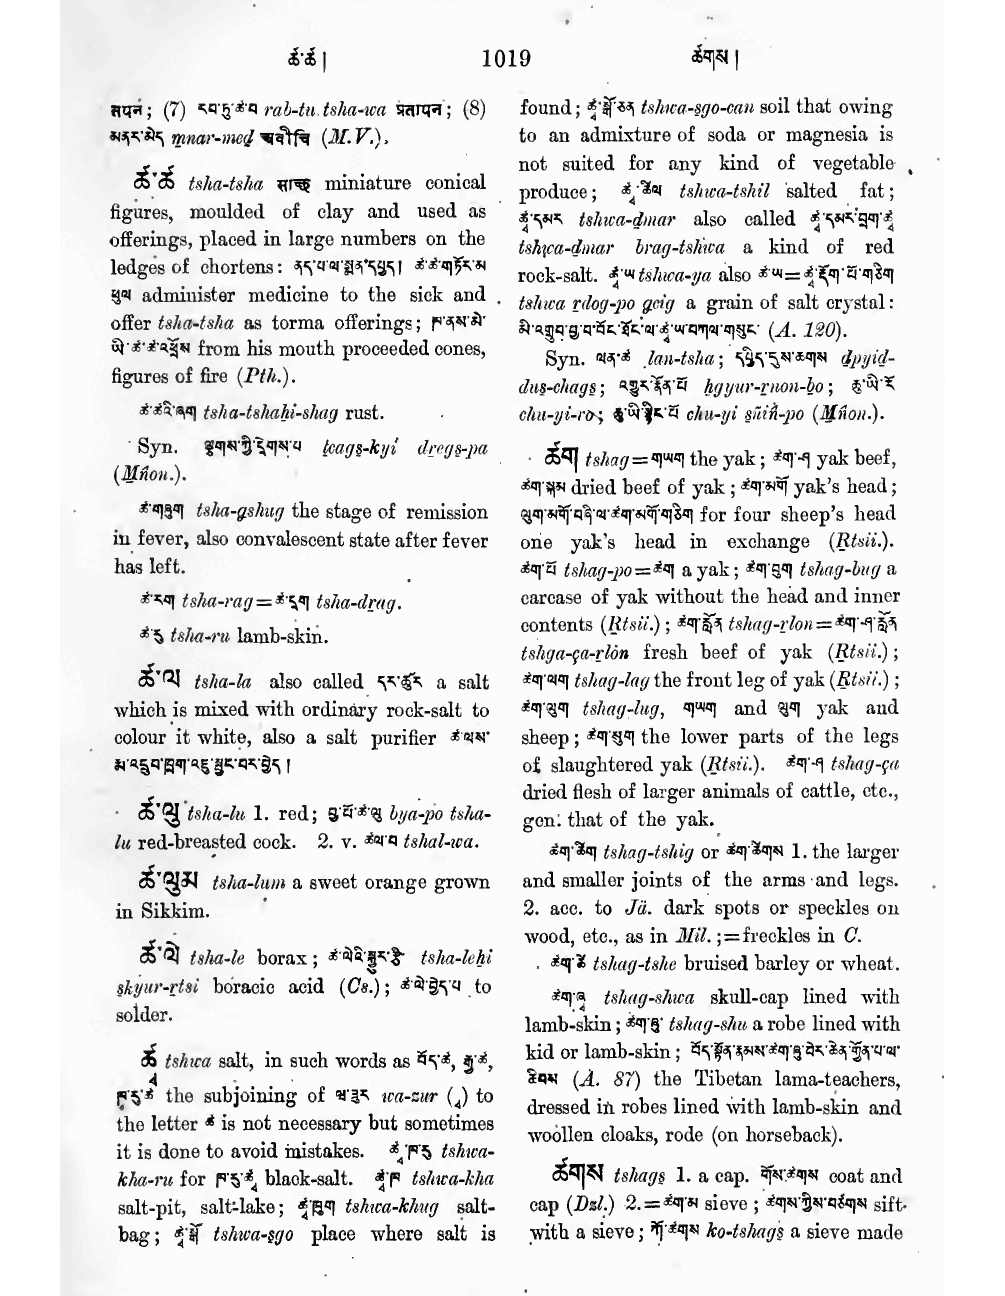 ཚ་ཚ།
1019
ཚགས།
तपन; (7) རབ་ཏུ་ཚ་བ rab-tu tsha-wa प्रतापन; (8)
མནར་མེད mnar-med अवीचि (M.V.).
ཚ་ཚ tsha-tsha साच्छ miniature conical
figures, moulded of clay and used as
offerings, placed in large numbers on the
ledges of chortens: ནད་པ་ལ་སྨན་དཔྱད། ཚ་ཚ་གཏོར་མ
ཕུལ administer medicine to the sick and
offer tsha-tsha as torma offerings; ཁ་ནས་མེ་
ཡི་ཚ་ཚ་འཕྲོས from his mouth proceeded cones,
figures of fire (Pth.).
ཚ་ཚའི་ཞག tsha-tshaḥi-shag rust.
Syn. ལྕགས་ཀྱི་དྲེགས་པ lcags-kyi dregs-pa
(Mṅon.).
ཚ་གཤུག tsha-gshug the stage of remission
in fever, also convalescent state after fever
has left.
ཚ་རག tsha-rag=ཚ་དྲག tsha-drag.
ཚ་རུ tsha-ru lamb-skin.
ཚ་ལ tsha-la also called དར་ཚུར a salt
which is mixed with ordinary rock-salt to
colour it white, also a salt purifier ཚ་ལས་
མ་འདྲུབ་ཁྲག་འཇུ་མྱུང་བར་བྱེད།
ཚ་ལུ tsha-lu 1. red; བྱ་པོ་ཚ་ལུ bya-po tsha-
lu red-breasted cock. 2. v. ཚལ་བ tshal-wa.
ཚ་ལུམ tsha-lum a sweet orange grown
in Sikkim.
ཚ་ལེ tsha-le borax; ཚ་ལེའི་སྐྱུར་རྩི tsha-leḥi
skyur-rtsi boracic acid (Cs.); ཚ་ལེ་བྱེད་པ to
solder.
ཚྭ tshwa salt, in such words as བོད་ཚ, རྒྱ་ཚ,
ཁ་རུ་ཚ the subjoining of ཝ་ཟུར wa-zur (ྭ) to
the letter ཚ is not necessary but sometimes
it is done to avoid mistakes. ཚྭ་ཁ་རུ tshwa-
kha-ru for ཁ་རུ་ཚྭ black-salt. ཚྭ་ཁ tshwa-kha
salt-pit, salt-lake; ཚྭ་ཁུག tshwa-khug salt-
bag; ཚྭ་སྒོ tshwa-sgo place where salt is
found; ཚྭ་སྒོ་ཅན tshwa-sgo-can soil that owing
to an admixture of soda or magnesia is
not suited for any kind of vegetable
produce; ཚྭ་ཚིལ tshwa-tshil salted fat;
ཚྭ་དམར tshwa-dmar also called ཚྭ་དམར་བྲག་ཚྭ
tshwa-dmar brag-tshwa a kind of red
rock-salt. ཚྭ་ཡ tshwa-ya also ཚ་ཡ=ཚྭ་རྡོག་པོ་གཅིག
tshwa rdog-po gcig a grain of salt crystal:
མི་འགྲུབ་བྱ་བ་བོང་རྫོང་ལ་ཚྭ་ཡ་བཀལ་གསུང་ (A. 120).
Syn. ལན་ཚ lan-tsha; དཔྱིད་དུས་ཆགས dpyid-
dus-chags; འགྱུར་རྣོན་པོ ḥgyur-rnon-bo; ཆུ་ཡི་རོ
chu-yi-ro; ཆུ་ཡི་སྙིང་པོ chu-yi sñiṅ-po (Mṅon.).
ཚག tshag=གཡག the yak; ཚག་ཤ yak beef,
ཚག་སྐམ dried beef of yak; ཚག་མགོ yak's head;
ལུག་མགོ་བཞི་ལ་ཚག་མགོ་གཅིག for four sheep's head
one yak's head in exchange (Rtsii.).
ཚག་པོ tshag-po=ཚག a yak; ཚག་བུག tshag-bug a
carcase of yak without the head and inner
contents (Rtsii.); ཚག་རློན tshag-rlon=ཚག་ཤ་རློན
tshga-ça-rlön fresh beef of yak (Rtsii.);
ཚག་ལག tshag-lag the front leg of yak (Rtsii.);
ཚག་ལུག tshag-lug, གཡག and ལུག yak and
sheep; ཚག་སུག the lower parts of the legs
of slaughtered yak (Rtsii.). ཚག་ཤ tshag-ça
dried flesh of larger animals of cattle, etc.,
gen. that of the yak.
ཚག་ཚིག tshag-tshig or ཚག་ཚིགས 1. the larger
and smaller joints of the arms and legs.
2. acc. to Jä. dark spots or speckles on
wood, etc., as in Mil.;=freckles in C.
ཚག་ཚེ tshag-tshe bruised barley or wheat.
ཚག་ཞྭ tshag-shwa skull-cap lined with
lamb-skin; ཚག་ཞུ་ tshag-shu a robe lined with
kid or lamb-skin; བོད་སྟོན་རྣམས་ཚག་ཞུ་བེར་ཆེན་གྱོན་པ་ལ་
ཆིབས (A. 87) the Tibetan lama-teachers,
dressed in robes lined with lamb-skin and
woollen cloaks, rode (on horseback).
ཚགས tshags 1. a cap. གོས་ཚགས coat and
cap (Dzl.) 2.=ཚག་མ sieve; ཚགས་ཀྱིས་བཙགས sift
with a sieve; ཀོ་ཚགས ko-tshags a sieve made